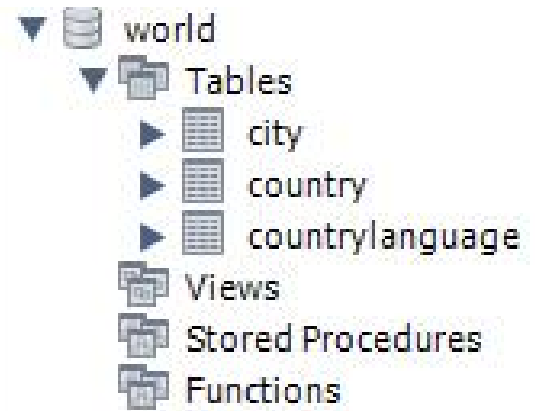 world
Tables
city
country
countrylanguage
Views
Stored Procedures
Functions